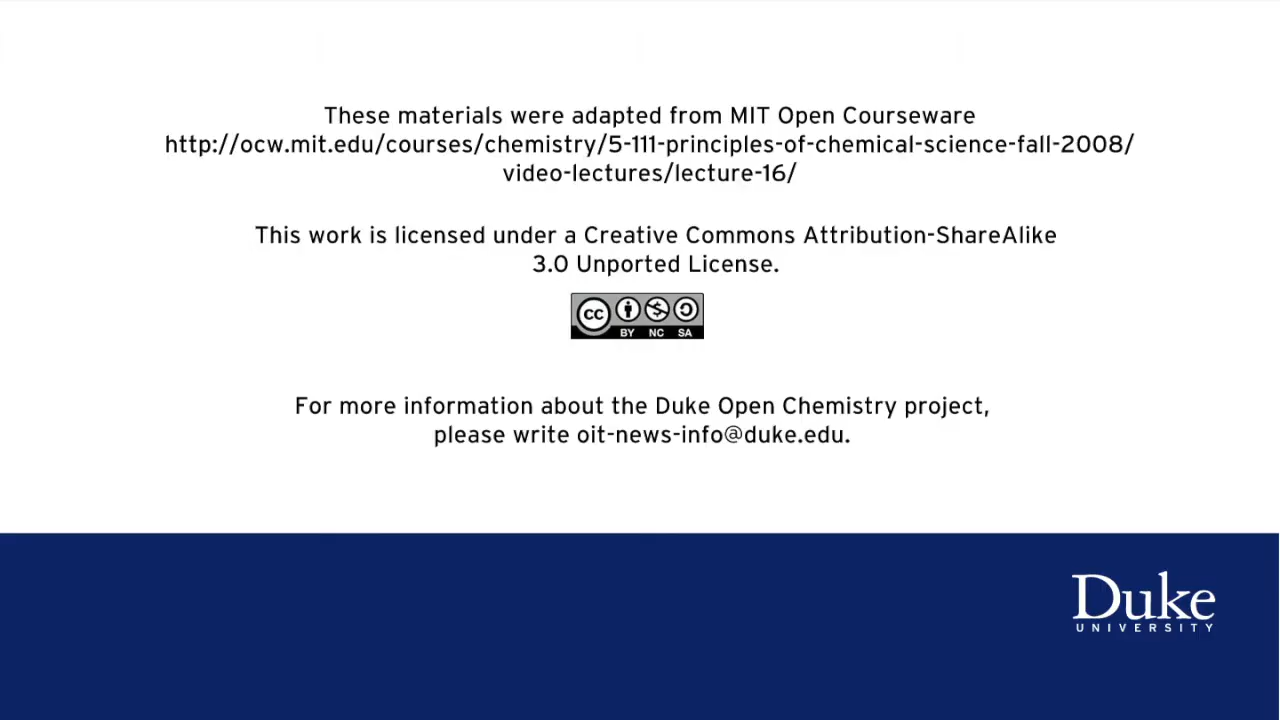 These materials were adapted from MIT Open Courseware
http://ocw.mit.edu/courses/chemistry/5-111-principles-of-chemical-science-fall-2008/
video-lectures/lecture-16/
This work is licensed under a Creative Commons Attribution-ShareAlike
3.0 Unported License.
cc
BY NC SA
For more information about the Duke Open Chemistry project,
please write oit-news-info@duke.edu.
Duke
UNIVERSITY